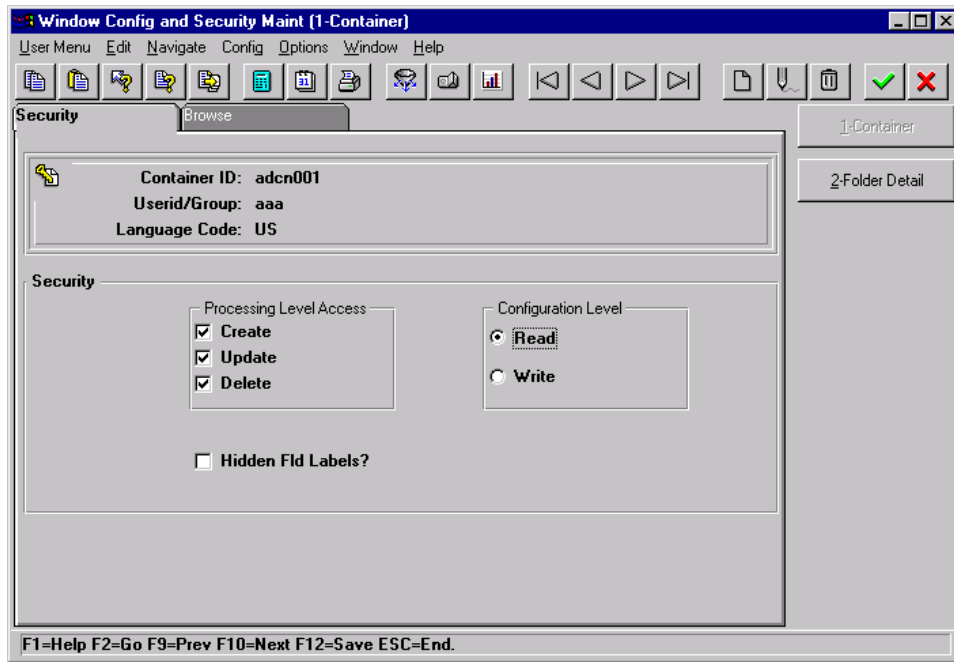 Window Config and Security Maint (1-Container)
User Menu Edit Navigate Config Options Window Help
31
Security Browse
1-Container
2-Folder Detail
Container ID: adcn001
Userid/Group: aaa
Language Code: US
Security
Processing Level Access
Create
Update
Delete
Configuration Level
Read
Write
Hidden Fld Labels?
F1=Help F2=Go F9=Prev F10=Next F12=Save ESC=End.